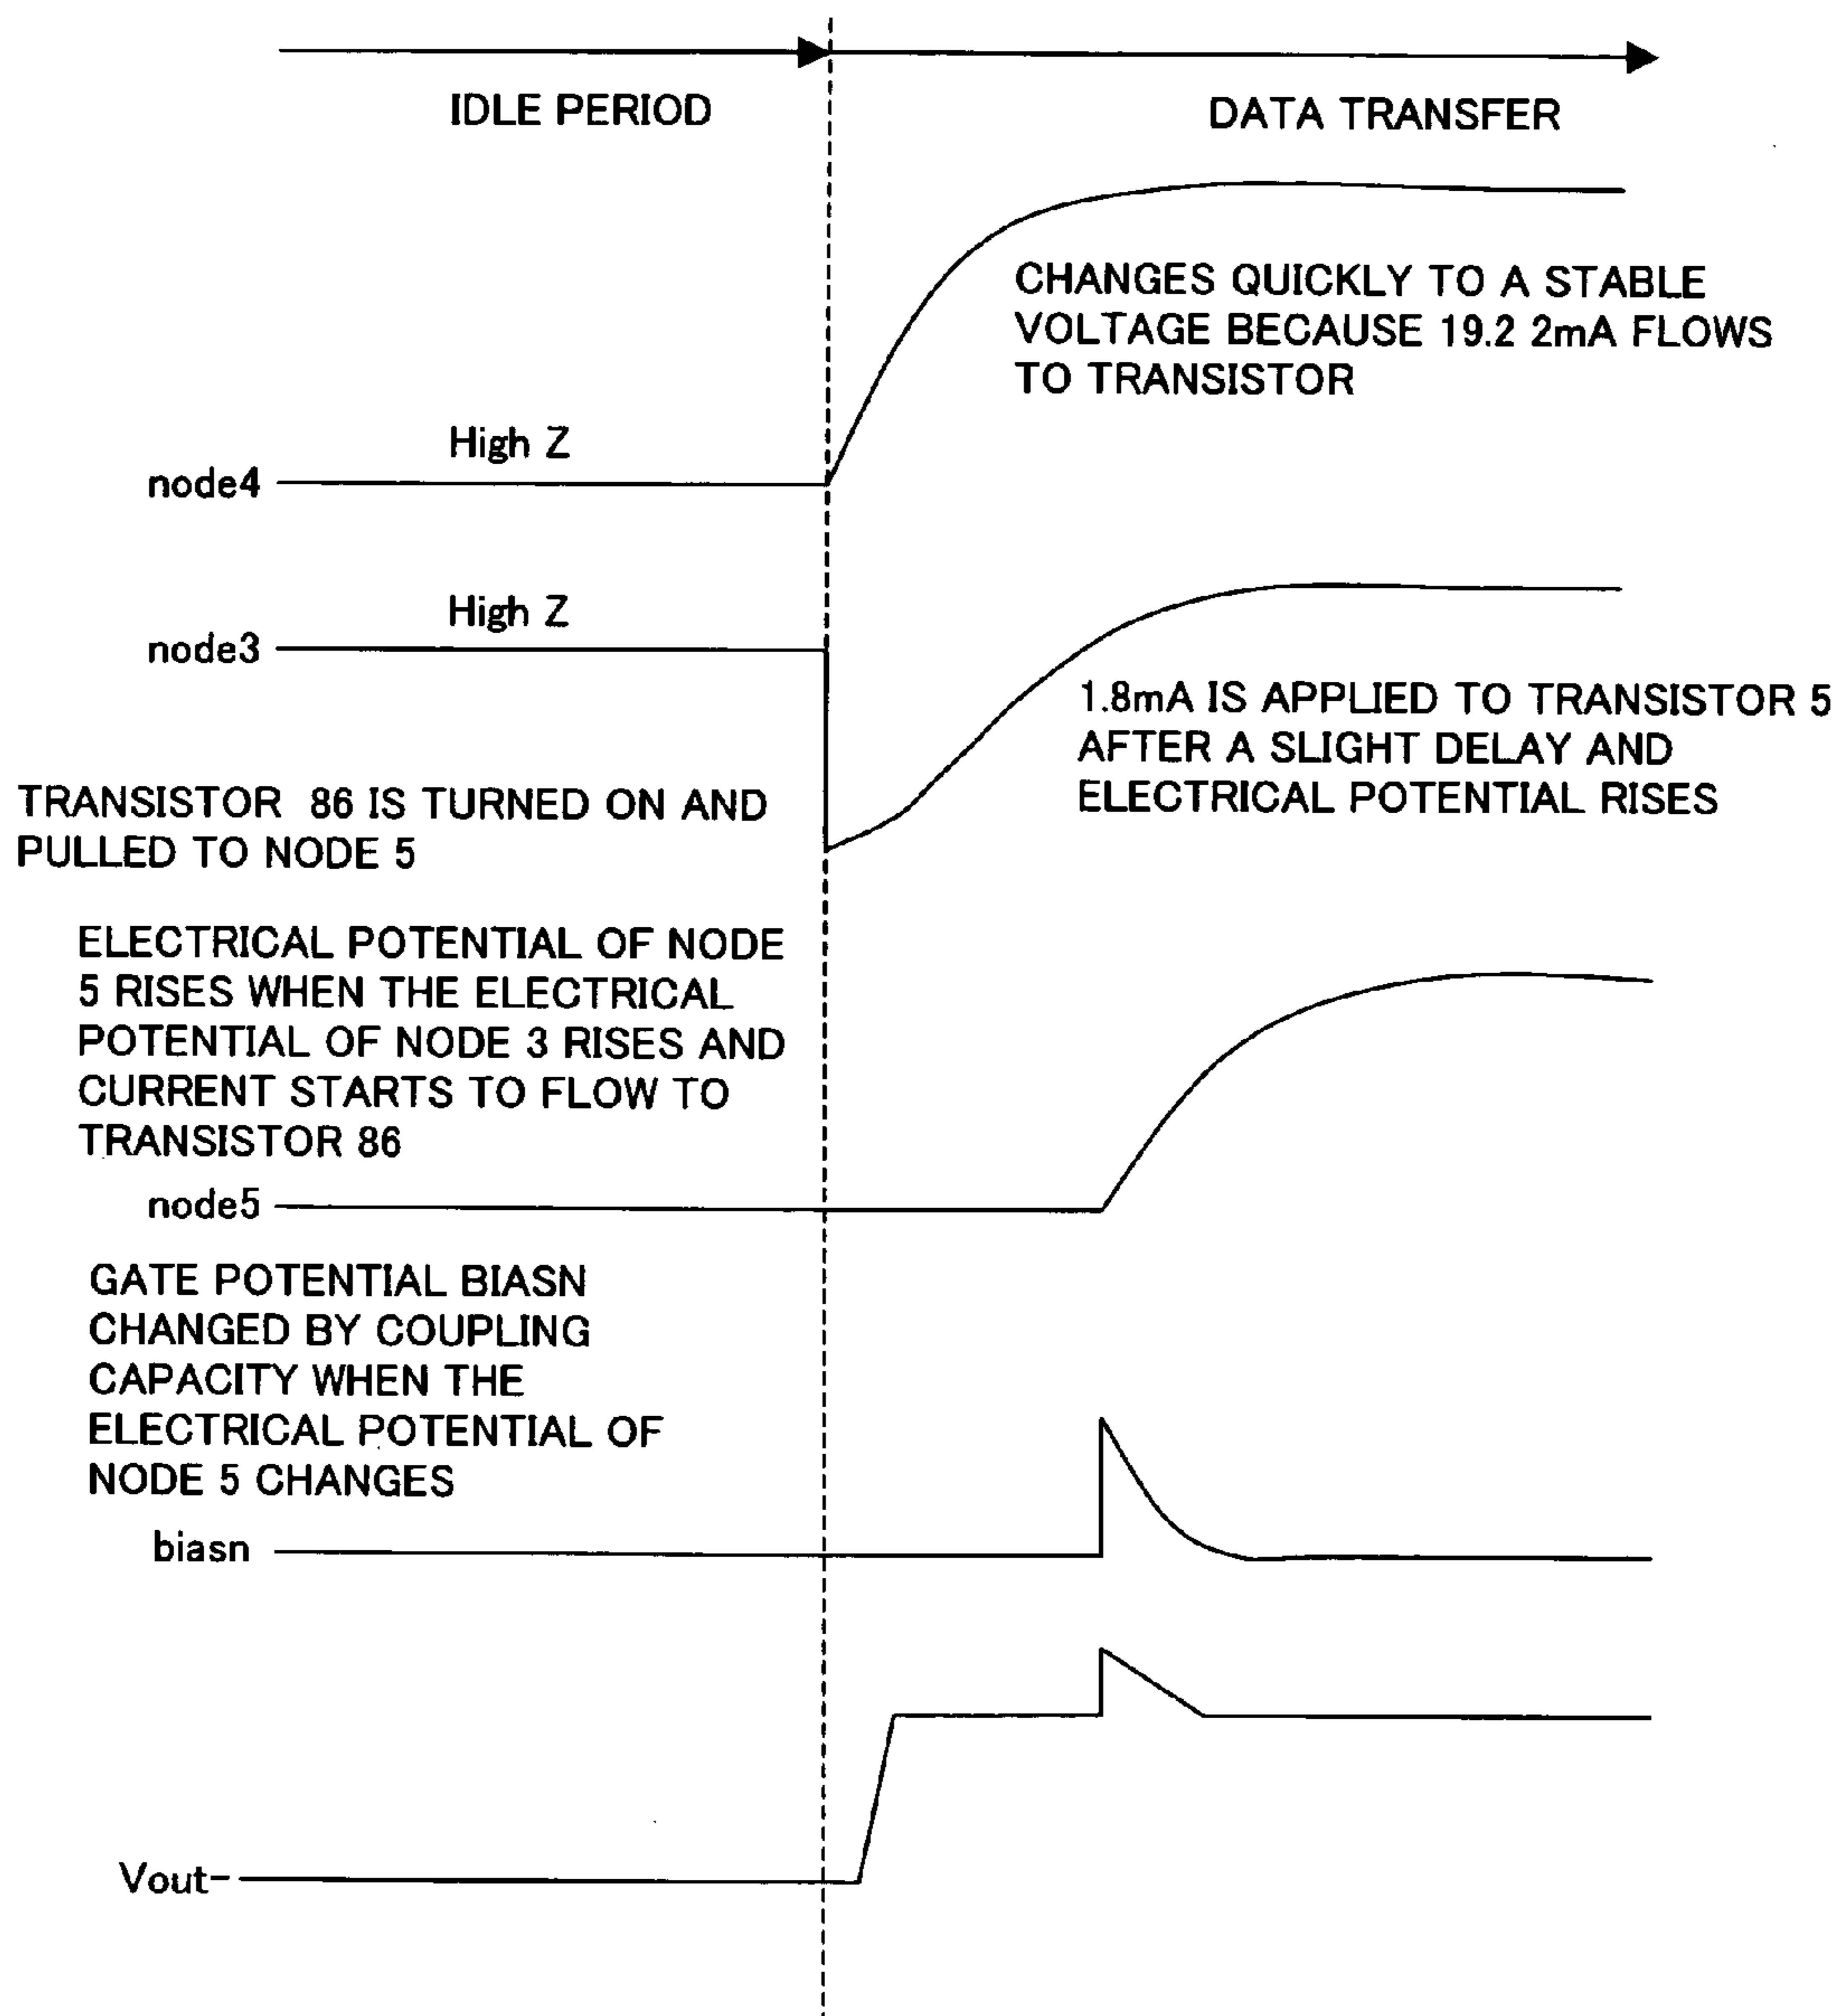 IDLE PERIOD
DATA TRANSFER
CHANGES QUICKLY TO A STABLE
VOLTAGE BECAUSE 19.2 2mA FLOWS
TO TRANSISTOR
High Z
node4
High Z
node3
1.8mA IS APPLIED TO TRANSISTOR 5
AFTER A SLIGHT DELAY AND
ELECTRICAL POTENTIAL RISES
TRANSISTOR 86 IS TURNED ON AND
PULLED TO NODE 5
ELECTRICAL POTENTIAL OF NODE
5 RISES WHEN THE ELECTRICAL
POTENTIAL OF NODE 3 RISES AND
CURRENT STARTS TO FLOW TO
TRANSISTOR 86
node5
GATE POTENTIAL BIASN
CHANGED BY COUPLING
CAPACITY WHEN THE
ELECTRICAL POTENTIAL OF
NODE 5 CHANGES
biasn
Vout-